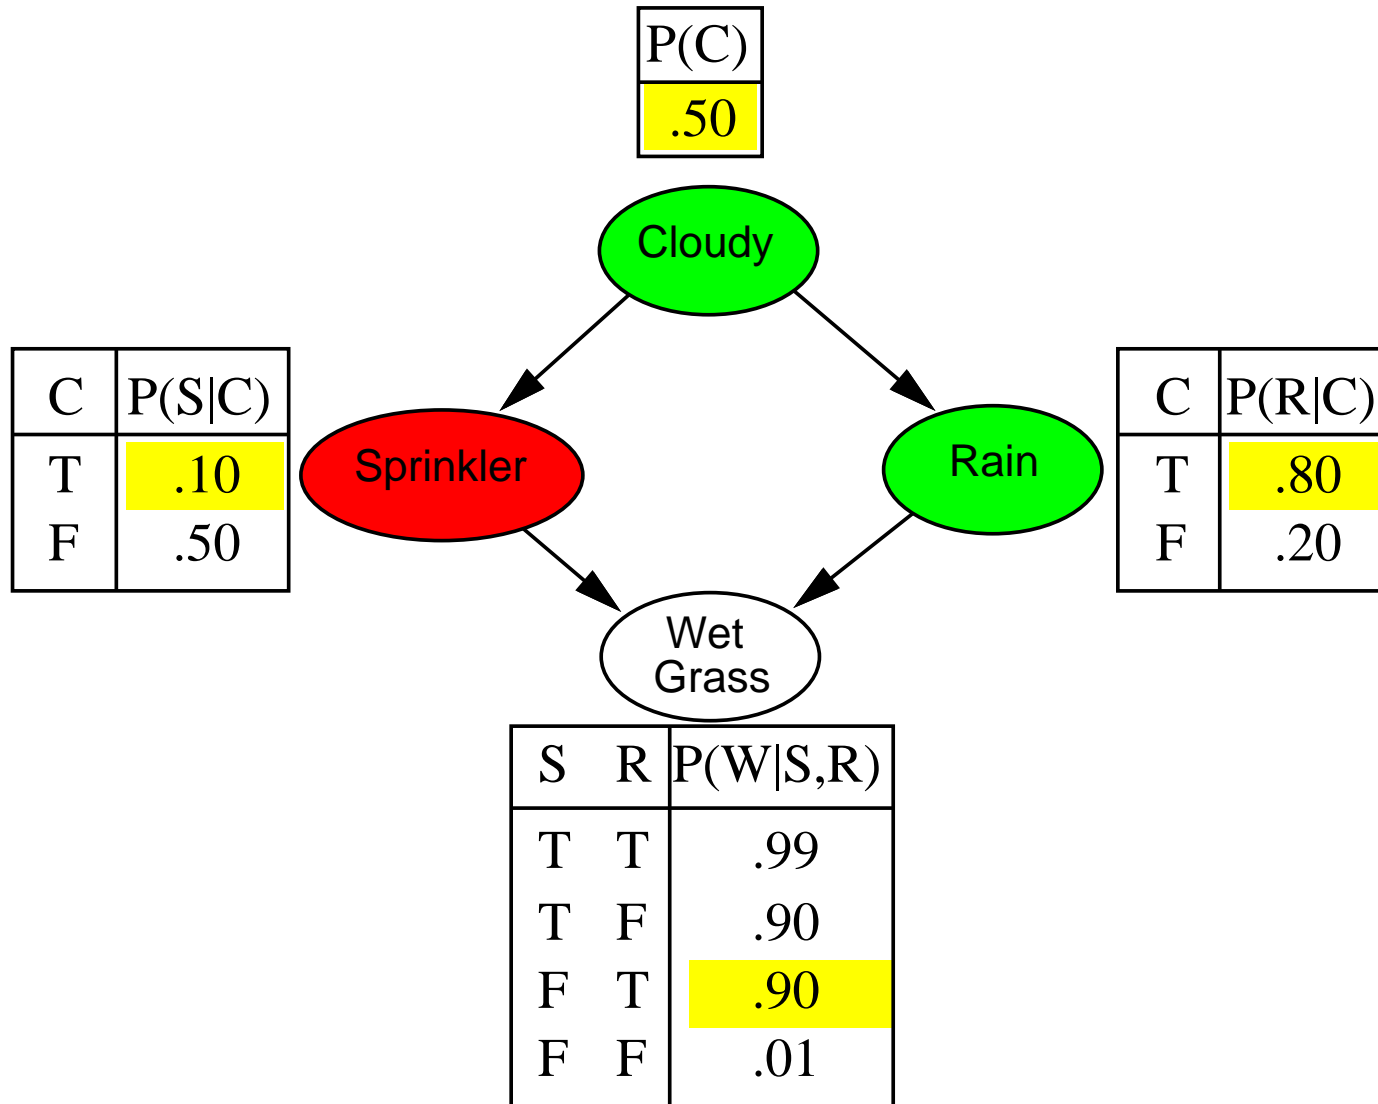 P(C)
.50
Cloudy
C P(S|C)
T .10
F .50
Sprinkler
Rain
C P(R|C)
T .80
F .20
Wet
Grass
S R P(W|S,R)
T T .99
T F .90
F T .90
F F .01